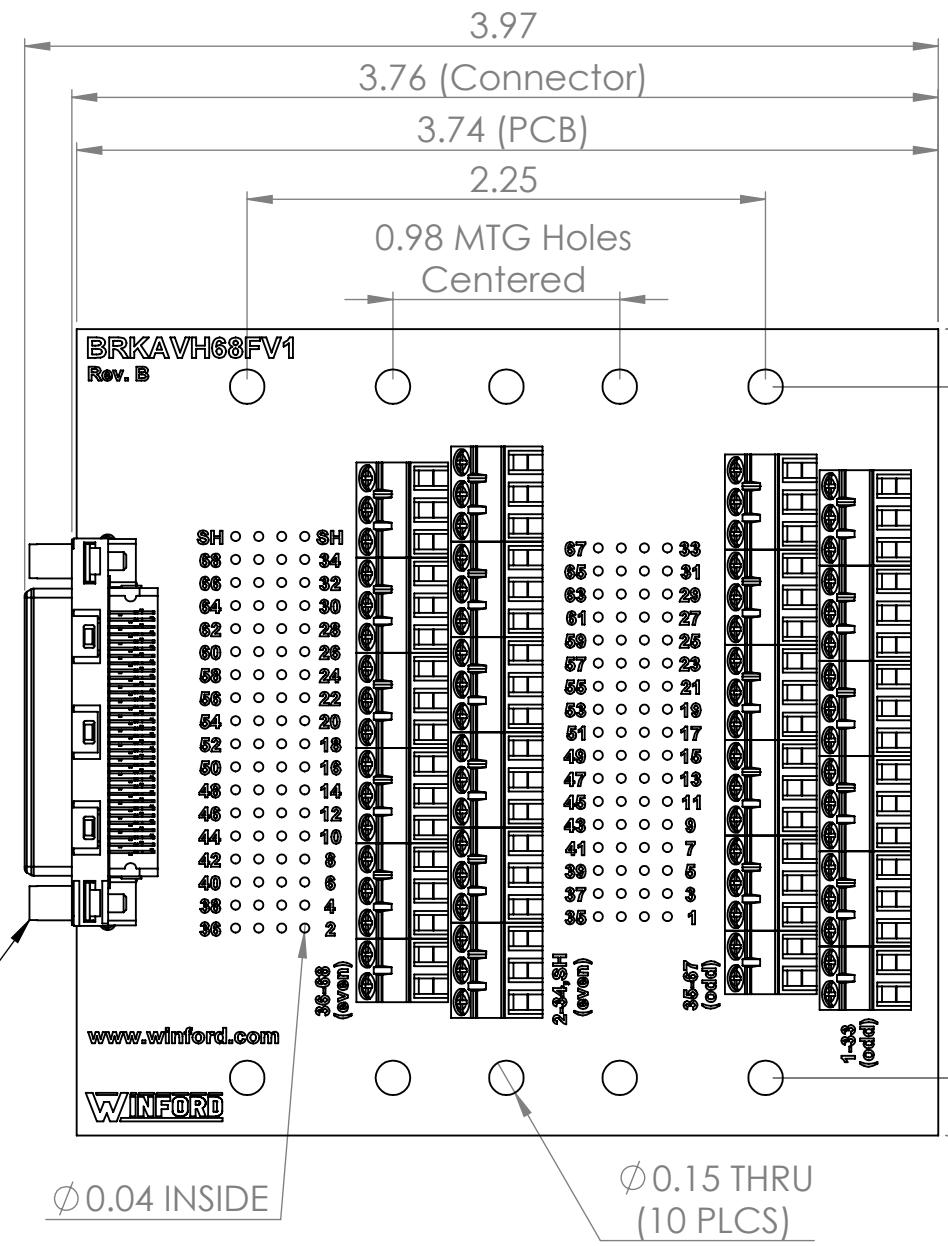 3.97
3.76 (Connector)
3.74 (PCB)
2.25
0.98 MTG Holes
Centered
BRKAVH68FV1
Rev. B
SH SH
68 34
66 32
64 30
62 28
60 26
58 24
56 22
54 20
52 18
50 16
48 14
46 12
44 10
42 8
40 6
38 4
36 2
67 33
65 31
63 29
61 27
59 25
57 23
55 21
53 19
51 17
49 15
47 13
45 11
43 9
41 7
39 5
37 3
35 1
36-68
(even)
2-34,SH
(even)
35-67
(odd)
1-33
(odd)
www.winford.com
WINFORD
∅0.04 INSIDE
∅0.15 THRU
(10 PLCS)